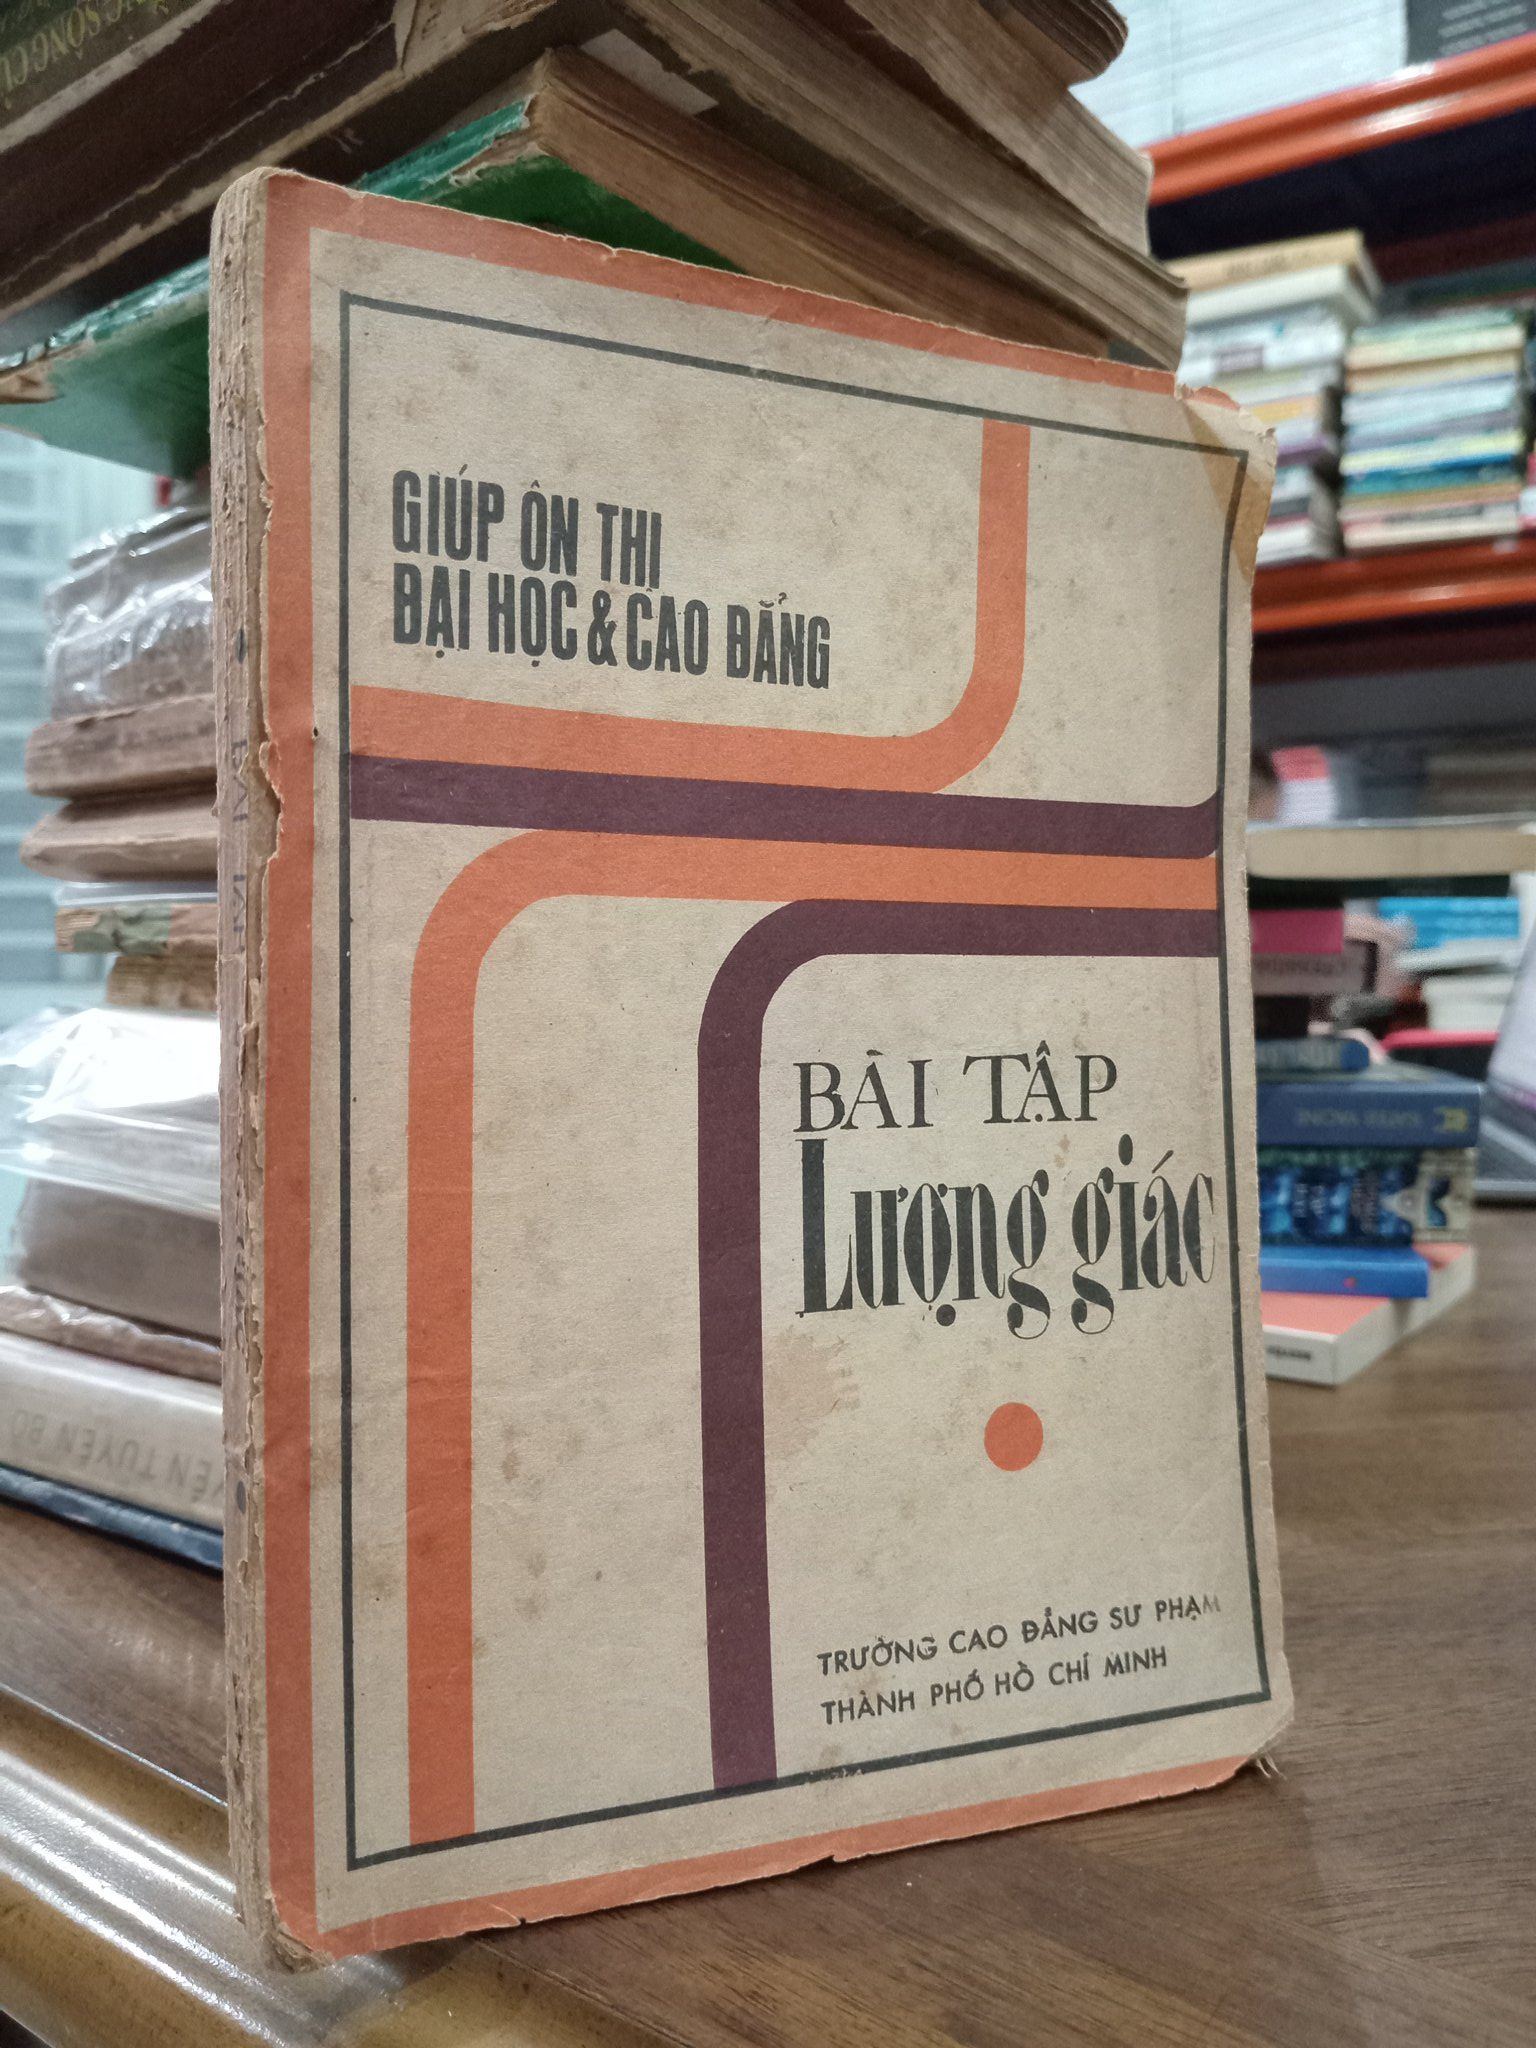 GIÚP ÔN THI
ĐẠI HỌC & CAO ĐẲNG
BÀI TẬP
Lượng giác
TRƯỜNG CAO ĐẲNG SƯ PHẠM
THÀNH PHỐ HỒ CHÍ MINH